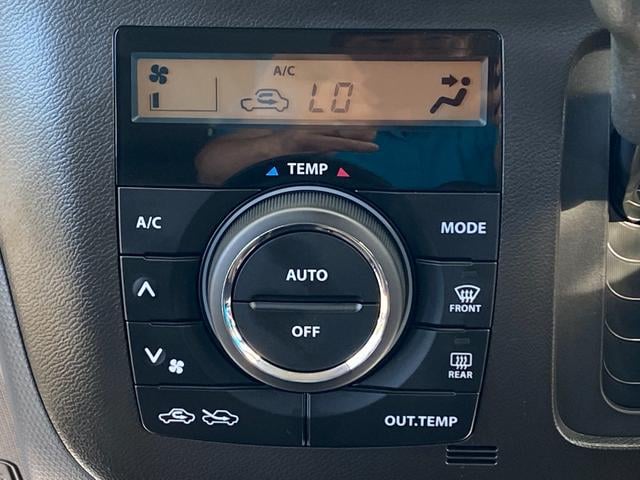 A/C
LO
TEMP
A/C
MODE
AUTO
OFF
FRONT
REAR
OUT.TEMP